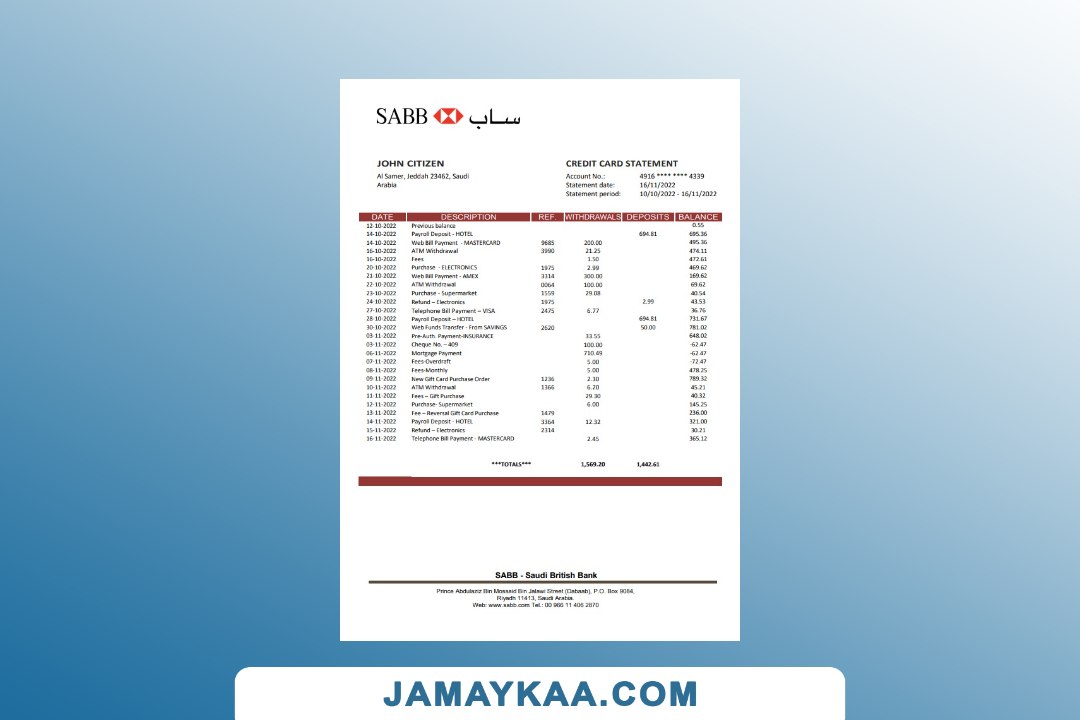 SABB ساب
JOHN CITIZEN
Al Samer, Jeddah 23462, Saudi
Arabia
CREDIT CARD STATEMENT
Account No.: 4916 **** **** 4339
Statement date: 16/11/2022
Statement period: 10/10/2022 - 16/11/2022
DATE DESCRIPTION REF. WITHDRAWALS DEPOSITS BALANCE
12-10-2022 Previous balance 0.55
14-10-2022 Payroll Deposit - HOTEL 694.81 695.36
14-10-2022 Web Bill Payment - MASTERCARD 9685 200.00 495.36
16-10-2022 ATM Withdrawal 3990 21.25 474.11
16-10-2022 Fees 1.50 472.61
20-10-2022 Purchase - ELECTRONICS 1975 2.99 469.62
21-10-2022 Web Bill Payment - AMEX 3314 300.00 169.62
22-10-2022 ATM Withdrawal 0064 100.00 69.62
23-10-2022 Purchase - Supermarket 1559 29.08 40.54
24-10-2022 Refund – Electronics 1975 2.99 43.53
27-10-2022 Telephone Bill Payment – VISA 2475 6.77 36.76
28-10-2022 Payroll Deposit – HOTEL 694.81 731.67
30-10-2022 Web Funds Transfer - From SAVINGS 2620 50.00 781.02
03-11-2022 Pre-Auth. Payment-INSURANCE 33.55 648.02
03-11-2022 Cheque No. – 409 100.00 -62.47
06-11-2022 Mortgage Payment 710.49 -62.47
07-11-2022 Fees-Overdraft 5.00 -72.47
08-11-2022 Fees-Monthly 5.00 478.25
09-11-2022 New Gift Card Purchase Order 1236 2.10 789.32
10-11-2022 ATM Withdrawal 1366 6.20 45.21
11-11-2022 Fees – Gift Purchase 29.30 40.32
12-11-2022 Purchase- Supermarket 6.00 145.25
13-11-2022 Fee – Reversal Gift Card Purchase 1479 236.00
14-11-2022 Payroll Deposit - HOTEL 3364 12.32 321.00
15-11-2022 Refund – Electronics 2314 30.21
16-11-2022 Telephone Bill Payment - MASTERCARD 2.45 365.12
***TOTALS*** 1,569.20 1,442.61
SABB - Saudi British Bank
Prince Abdulaziz Bin Mossaid Bin Jalawi Street (Dabaab), P.O. Box 9084,
Riyadh 11413, Saudi Arabia.
Web: www.sabb.com Tel.: 00 966 11 406 2670
JAMAYKAA.COM